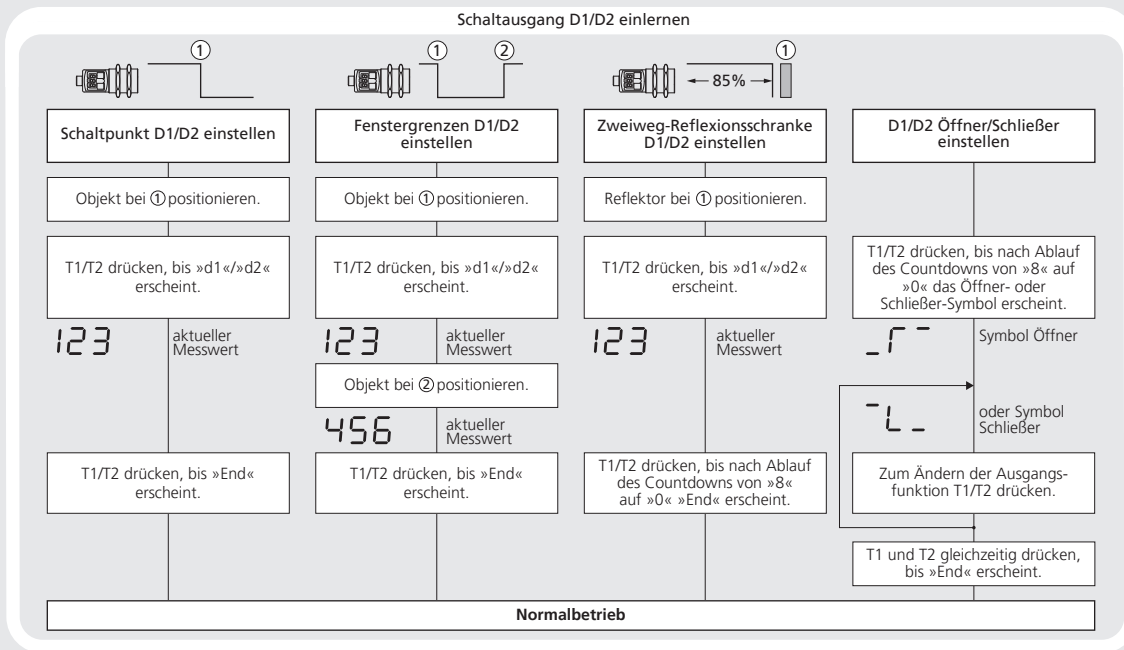 Schaltausgang D1/D2 einlernen
①
Schaltpunkt D1/D2 einstellen
Objekt bei ① positionieren.
T1/T2 drücken, bis »d1«/»d2«
erscheint.
123
aktueller
Messwert
T1/T2 drücken, bis »End«
erscheint.
① ②
Fenstergrenzen D1/D2
einstellen
Objekt bei ① positionieren.
T1/T2 drücken, bis »d1«/»d2«
erscheint.
123
aktueller
Messwert
Objekt bei ② positionieren.
456
aktueller
Messwert
T1/T2 drücken, bis »End«
erscheint.
①
85%
Zweiweg-Reflexionsschranke
D1/D2 einstellen
Reflektor bei ① positionieren.
T1/T2 drücken, bis »d1«/»d2«
erscheint.
123
aktueller
Messwert
T1/T2 drücken, bis nach Ablauf
des Countdowns von »8«
auf »0« »End« erscheint.
D1/D2 Öffner/Schließer
einstellen
T1/T2 drücken, bis nach Ablauf
des Countdowns von »8« auf
»0« das Öffner- oder
Schließer-Symbol erscheint.
Symbol Öffner
oder Symbol
Schließer
Zum Ändern der Ausgangs-
funktion T1/T2 drücken.
T1 und T2 gleichzeitig drücken,
bis »End« erscheint.
Normalbetrieb